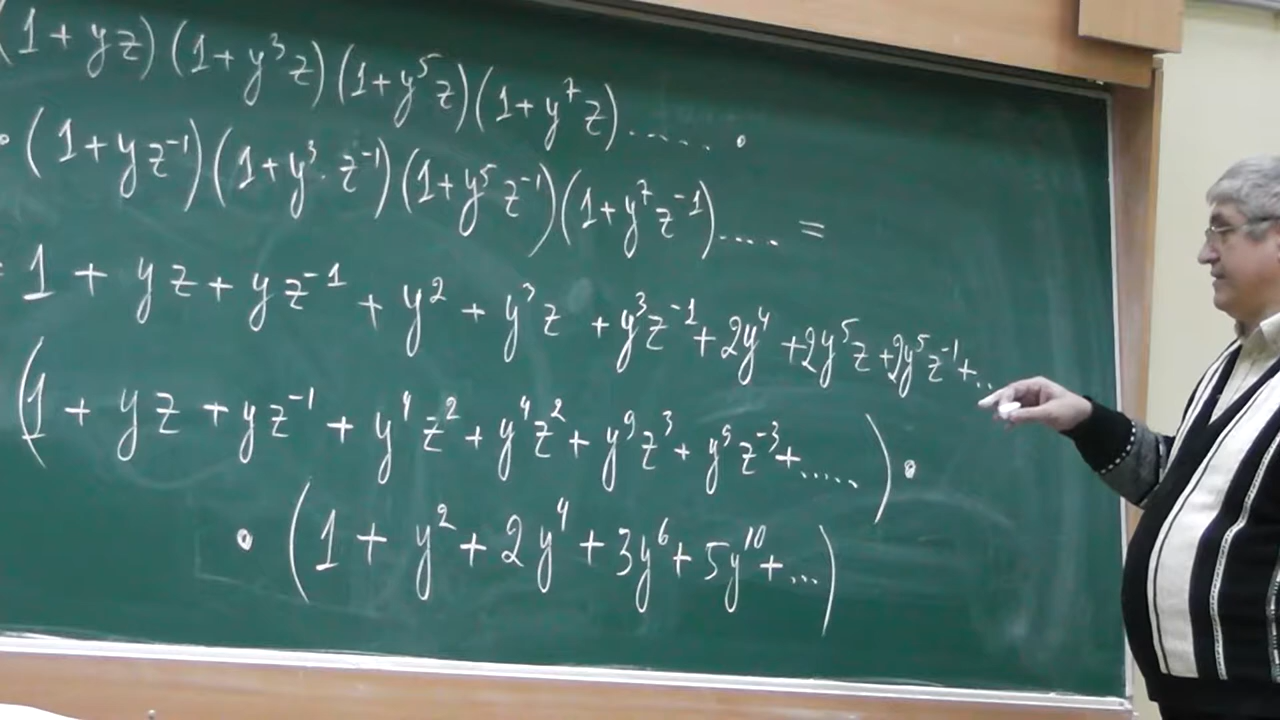 (1+yz)(1+y³z)(1+y⁵z)(1+y⁷z)..... ·
·(1+yz⁻¹)(1+y³·z⁻¹)(1+y⁵z⁻¹)(1+y⁷z⁻¹)..... =
= 1 + yz + yz⁻¹ + y² + y³z + y³z⁻¹ + 2y⁴ + 2y⁵z + 2y⁵z⁻¹ + ..
(1 + yz + yz⁻¹ + y⁴z² + y⁴z² + y⁹z³ + y⁹z⁻³ + .....) ·
· (1 + y² + 2y⁴ + 3y⁶ + 5y¹⁰ + ...)